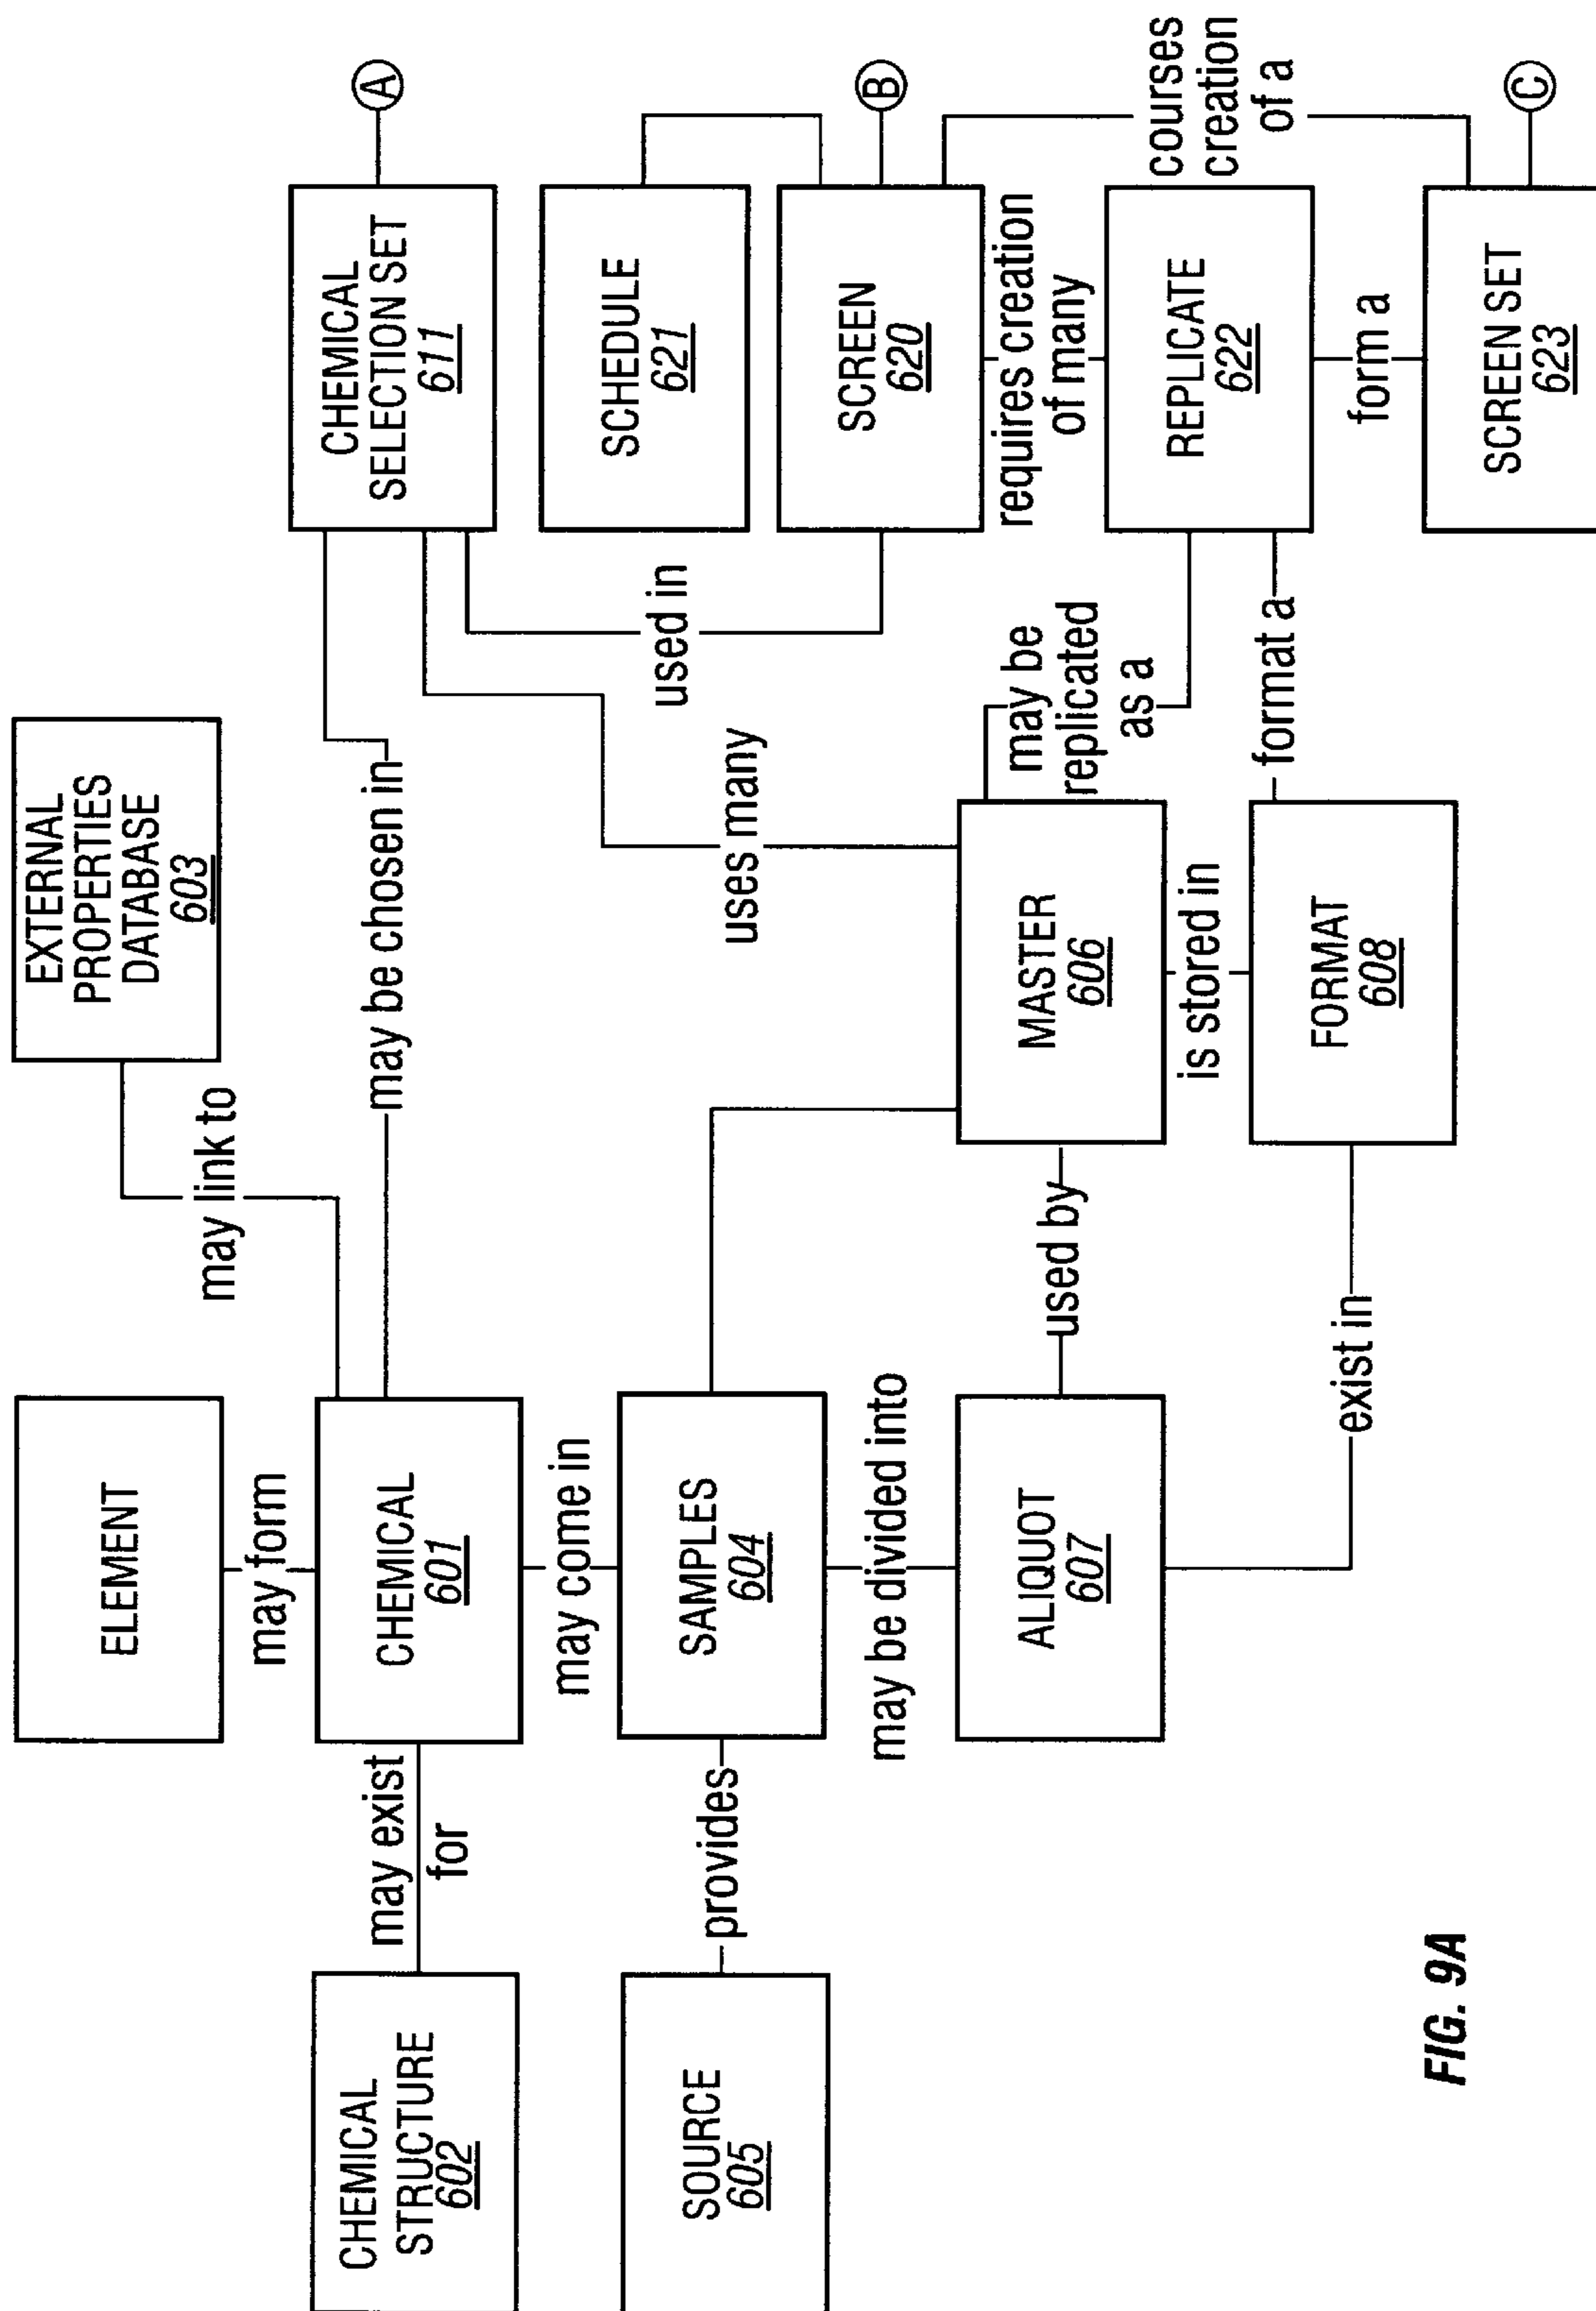 EXTERNAL
PROPERTIES
DATABASE
603
ELEMENT
may link to
may form
CHEMICAL
STRUCTURE
602
may exist
for
CHEMICAL
601
may be chosen in
CHEMICAL
SELECTION SET
611
A
may come in
used in
SCHEDULE
621
SOURCE
605
provides
SAMPLES
604
uses many
SCREEN
620
B
may be divided into
requires creation
of many
may be
replicated
as a
courses
creation
of a
ALIQUOT
607
used by
MASTER
606
REPLICATE
622
is stored in
format a
form a
exist in
FORMAT
608
SCREEN SET
623
C
FIG. 9A